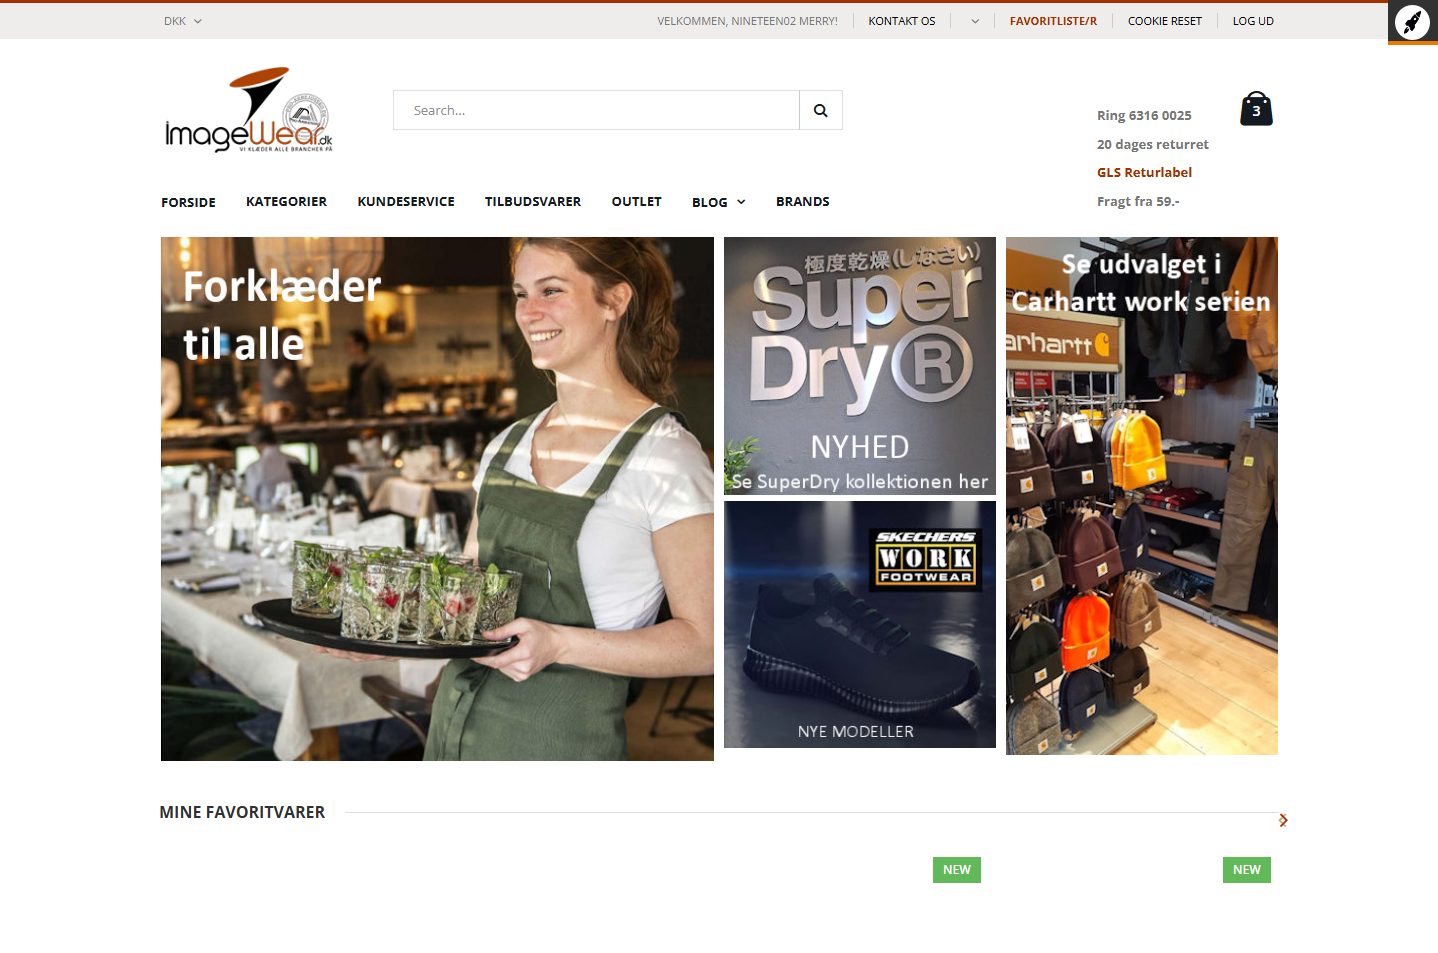 DKK
VELKOMMEN, NINETEEN02 MERRY!
KONTAKT OS
FAVORITLISTE/R
COOKIE RESET
LOG UD
ImageWear.dk
VI KLÆDER ALLE BRANCHER PÅ
Search...
3
Ring 6316 0025
20 dages returret
GLS Returlabel
Fragt fra 59.-
FORSIDE
KATEGORIER
KUNDESERVICE
TILBUDSVARER
OUTLET
BLOG
BRANDS
Forklæder
til alle
極度乾燥(しなさい)
Super
Dry®
NYHED
Se SuperDry kollektionen her
SKECHERS
WORK
FOOTWEAR
NYE MODELLER
Se udvalget i
Carhartt work serien
arhartt
MINE FAVORITVARER
NEW
NEW